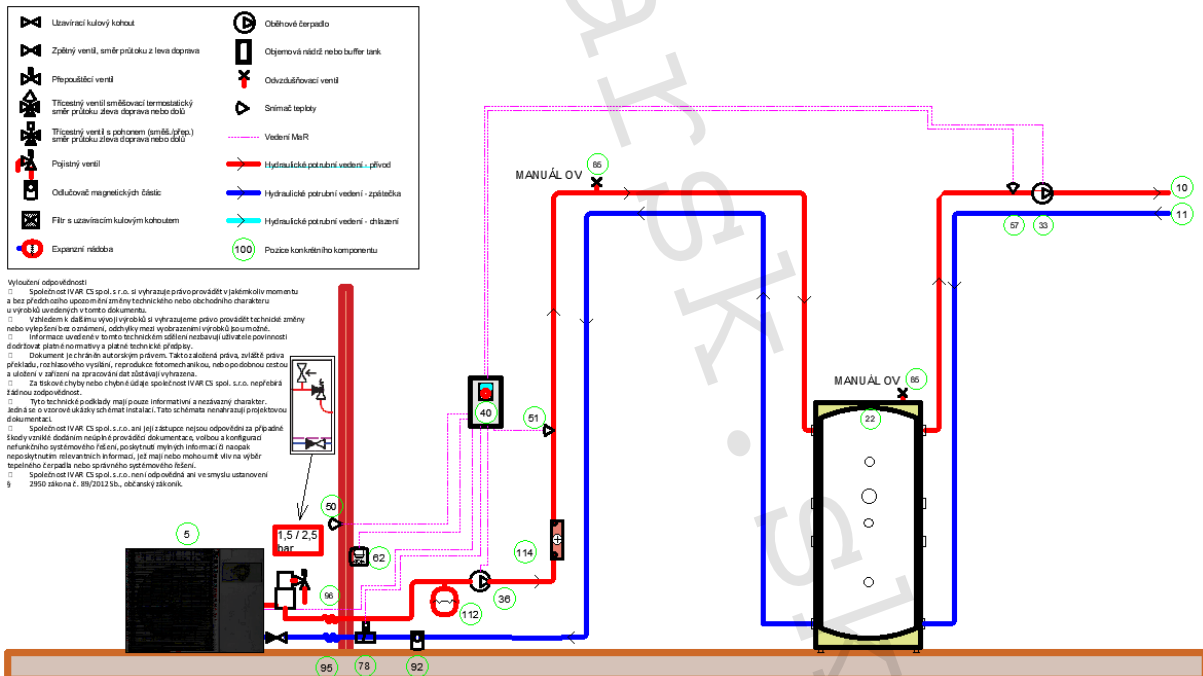 Uzavírací kulový kohout
Zpětný ventil, směr průtoku z leva doprava
Přepouštěcí ventil
Třícestný ventil směšovací termostatický
směr průtoku zleva doprava nebo dolů
Třícestný ventil s pohonem (směš./přep.)
směr průtoku zleva doprava nebo dolů
Pojistný ventil
Odlučovač magnetických částic
Filtr s uzavíracím kulovým kohoutem
Expanzní nádoba
Oběhové čerpadlo
Objemová nádrž nebo buffer tank
Odvzdušňovací ventil
Snímač teploty
Vedení MaR
Hydraulické potrubní vedení - přívod
Hydraulické potrubní vedení - zpátečka
Hydraulické potrubní vedení - chlazení
100 Pozice konkrétního komponentu
Vyloučení odpovědnosti
Společnost IVAR CS spol. s r.o. si vyhrazuje právo provádět v jakémkoliv momentu
a bez předchozího upozornění změny technického nebo obchodního charakteru
u výrobků uvedených v tomto dokumentu.
Vzhledem k dalšímu vývoji výrobků si vyhrazujeme právo provádět technické změny
nebo vylepšení bez oznámení, odchylky mezi vyobrazeními výrobků jsou možné.
Informace uvedené v tomto technickém sdělení nezbavují uživatele povinnosti
dodržovat platné normativy a platné technické předpisy.
Dokument je chráněn autorským právem. Takto založená práva, zvláště práva
překladu, rozhlasového vysílání, reprodukce fotomechanikou, nebo podobnou cestou
a uložení v zařízení na zpracování dat zůstávají vyhrazena.
Za tiskové chyby nebo chybné údaje společnost IVAR CS spol. s.r.o. nepřebírá
žádnou zodpovědnost.
Tyto technické podklady mají pouze informativní a nezávazný charakter.
Jedná se o vzorové ukázky schémat instalací. Tato schémata nenahrazují projektovou
dokumentaci.
Společnost IVAR CS spol. s.r.o. ani její zástupce nejsou odpovědni za případné
škody vzniklé dodáním neúplné prováděcí dokumentace, volbou a konfigurací
nefunkčního systémového řešení, poskytnutí mylných informací či naopak
neposkytnutím relevantních informací, jež mají nebo mohou mít vliv na výběr
tepelného čerpadla nebo správného systémového řešení.
Společnost IVAR CS spol. s.r.o. není odpovědná ani ve smyslu ustanovení
§ 2950 zákona č. 89/2012 Sb., občanský zákoník.
MANUÁL OV 65
10
11
57
33
MANUÁL OV 65
22
40
51
50
1,5 / 2,5
bar
5
62
114
96
36
112
95
78
92
arsk.sk